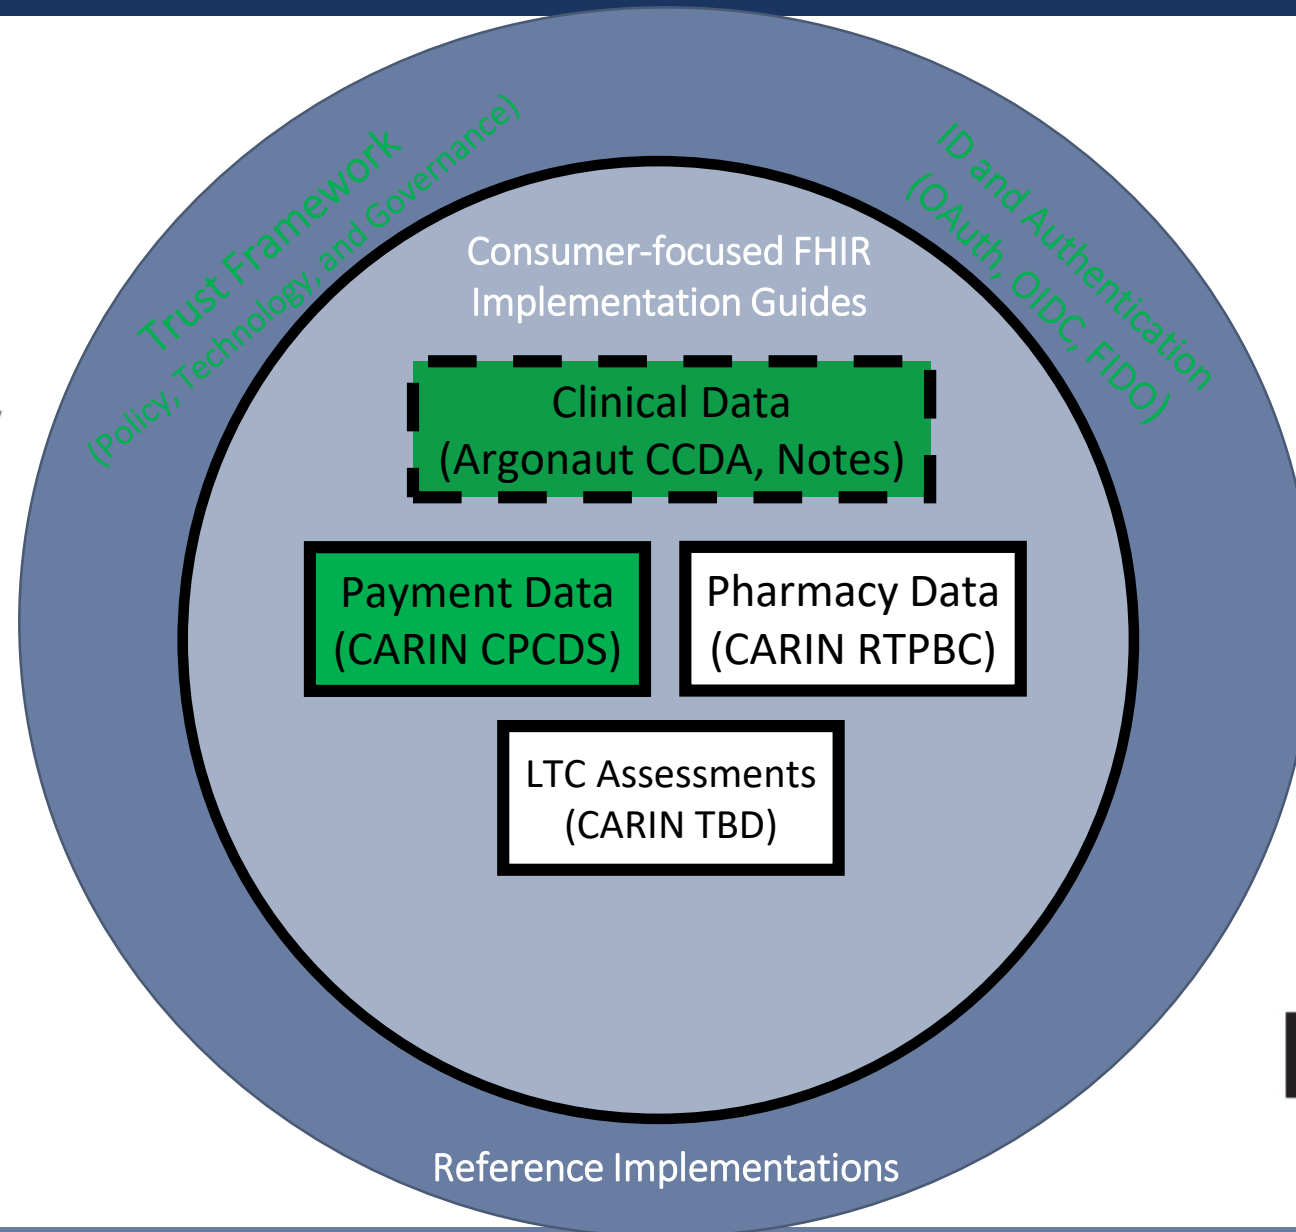 Trust Framework
(Policy, Technology, and Governance)
ID and Authentication
(OAuth, OIDC, FIDO)
Consumer-focused FHIR
Implementation Guides
Clinical Data
(Argonaut CCDA, Notes)
Payment Data
(CARIN CPCDS)
Pharmacy Data
(CARIN RTPBC)
LTC Assessments
(CARIN TBD)
Reference Implementations